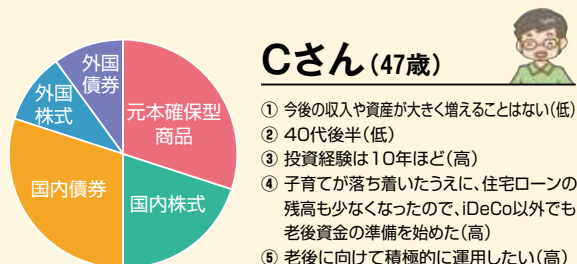 外国
債券
外国
株式
元本確保型
商品
国内債券
国内株式
Cさん(47歳)
① 今後の収入や資産が大きく増えることはない(低)
② 40代後半(低)
③ 投資経験は10年ほど(高)
④ 子育てが落ち着いたうえに、住宅ローンの
残高も少なくなったので、iDeCo以外でも
老後資金の準備を始めた(高)
⑤ 老後に向けて積極的に運用したい(高)